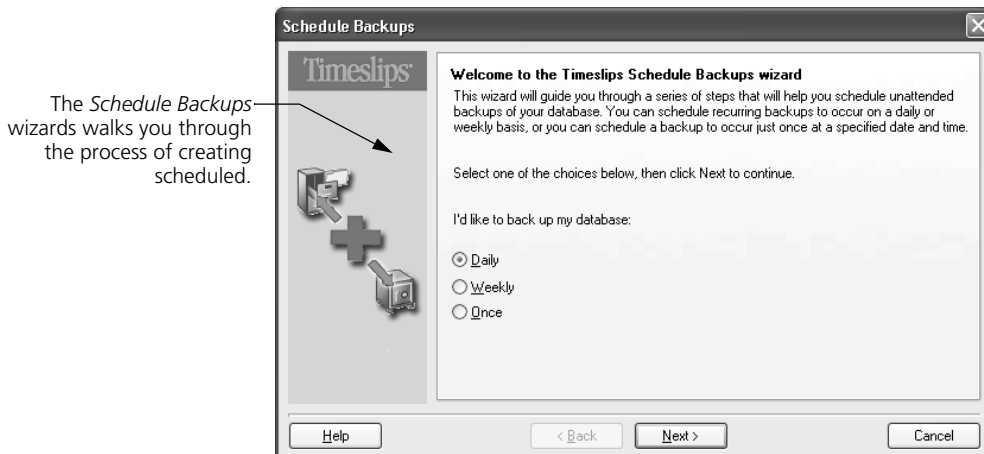 The Schedule Backups
wizards walks you through
the process of creating
scheduled.
Schedule Backups
Timeslips
Welcome to the Timeslips Schedule Backups wizard
This wizard will guide you through a series of steps that will help you schedule unattended
backups of your database. You can schedule recurring backups to occur on a daily or
weekly basis, or you can schedule a backup to occur just once at a specified date and time.
Select one of the choices below, then click Next to continue.
I'd like to back up my database:
Daily
Weekly
Once
Help
< Back
Next >
Cancel